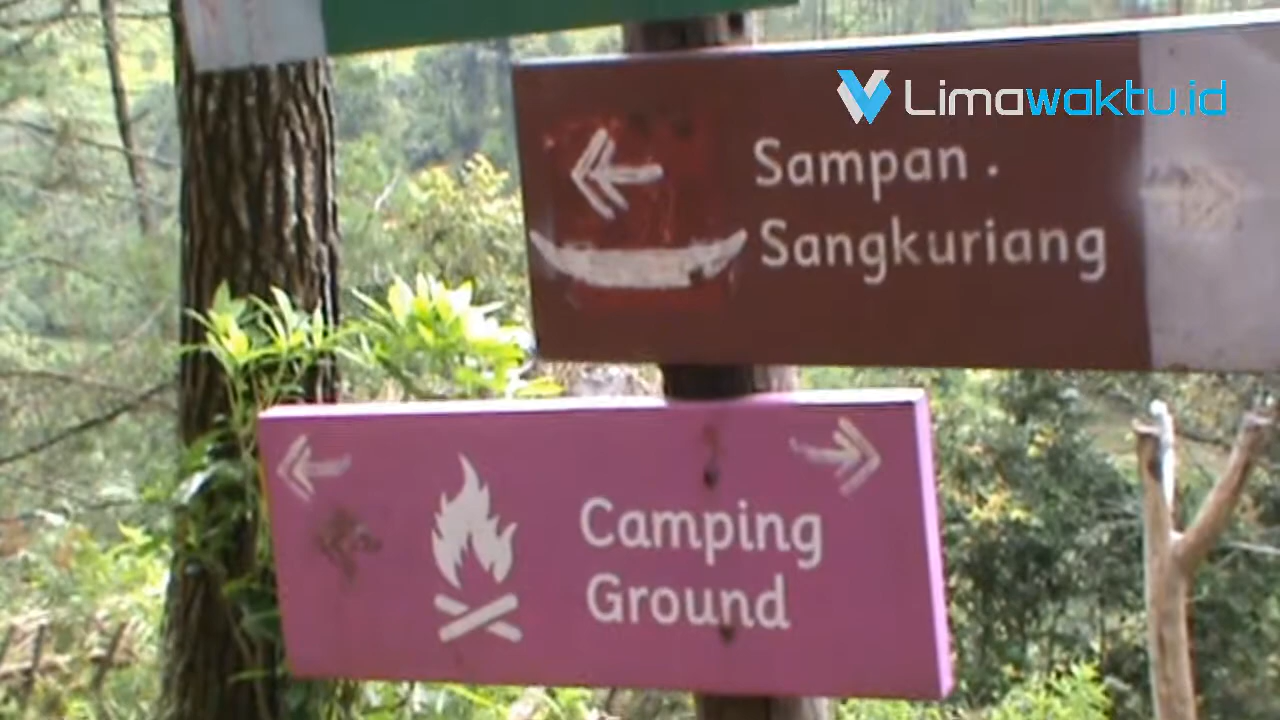 Limawaktu.id
Sampan .
Sangkuriang
Camping
Ground